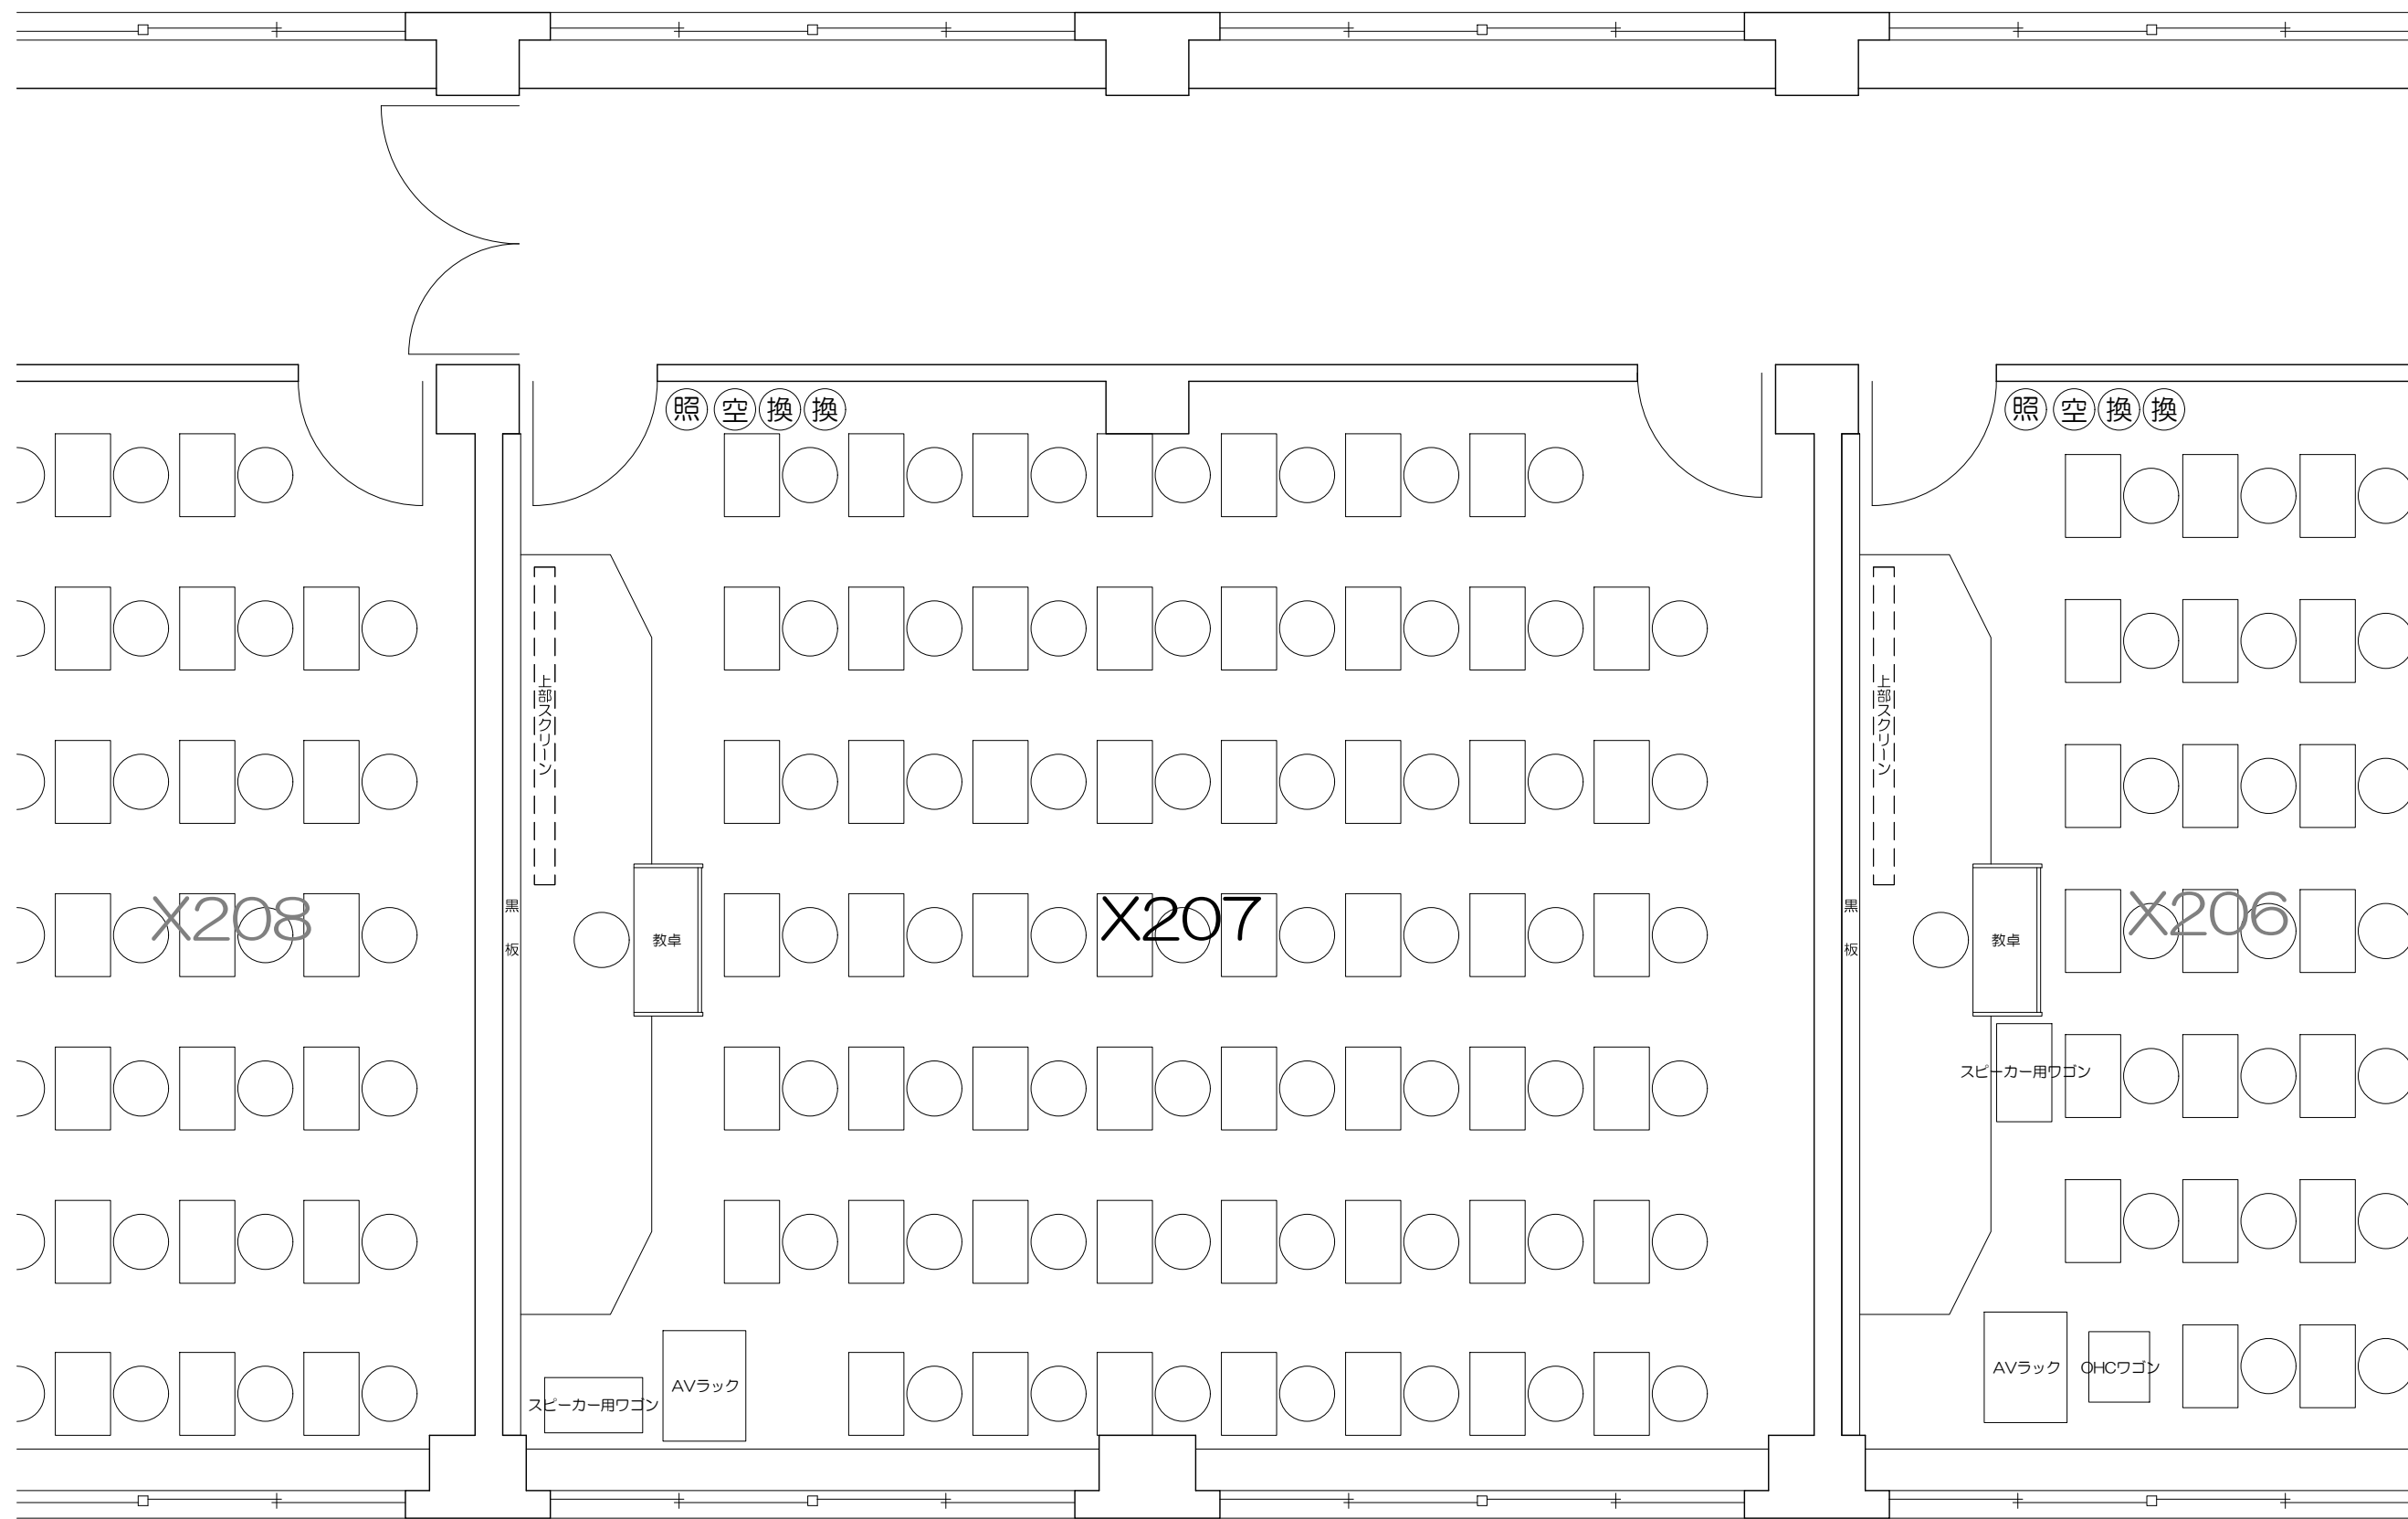 照 空 換 換
照 空 換 換
上部スクリーン
上部スクリーン
X208
黒板
教卓
X207
黒板
教卓
X206
スピーカー用ワゴン
スピーカー用ワゴン
AVラック
AVラック
OHCワゴン